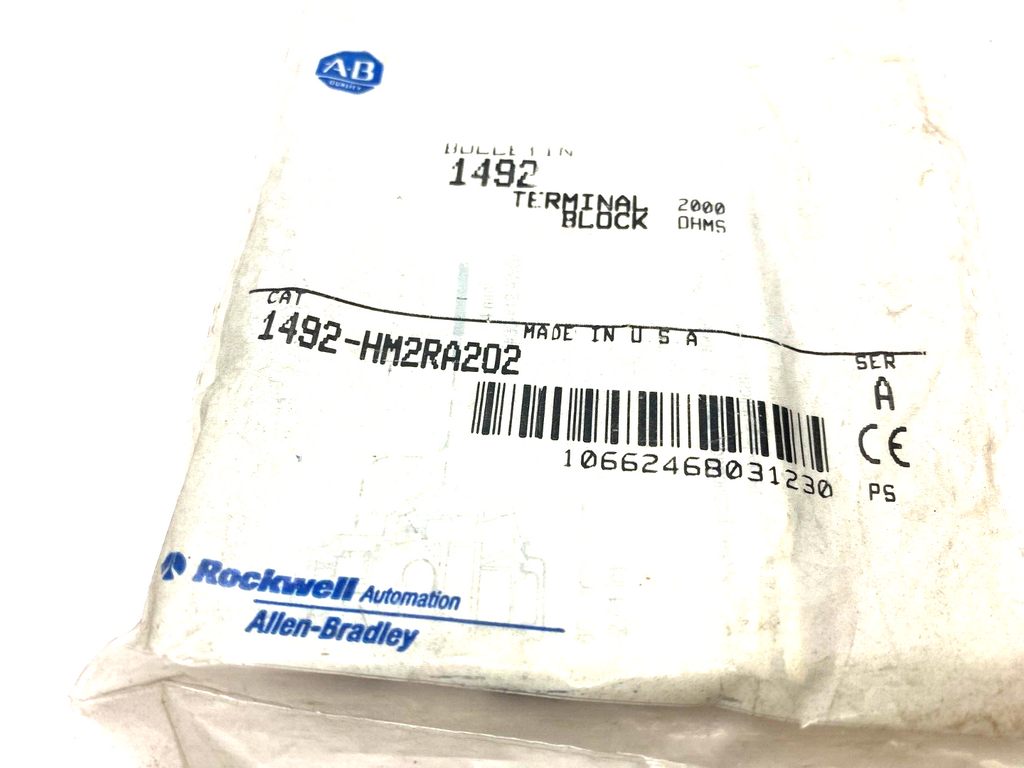 A·B
QUALITY
BULLETIN
1492
TERMINAL 2000
BLOCK OHMS
CAT
MADE IN U S A
1492-HM2RA202
SER
A
10662468031230
CE
PS
Rockwell Automation
Allen-Bradley